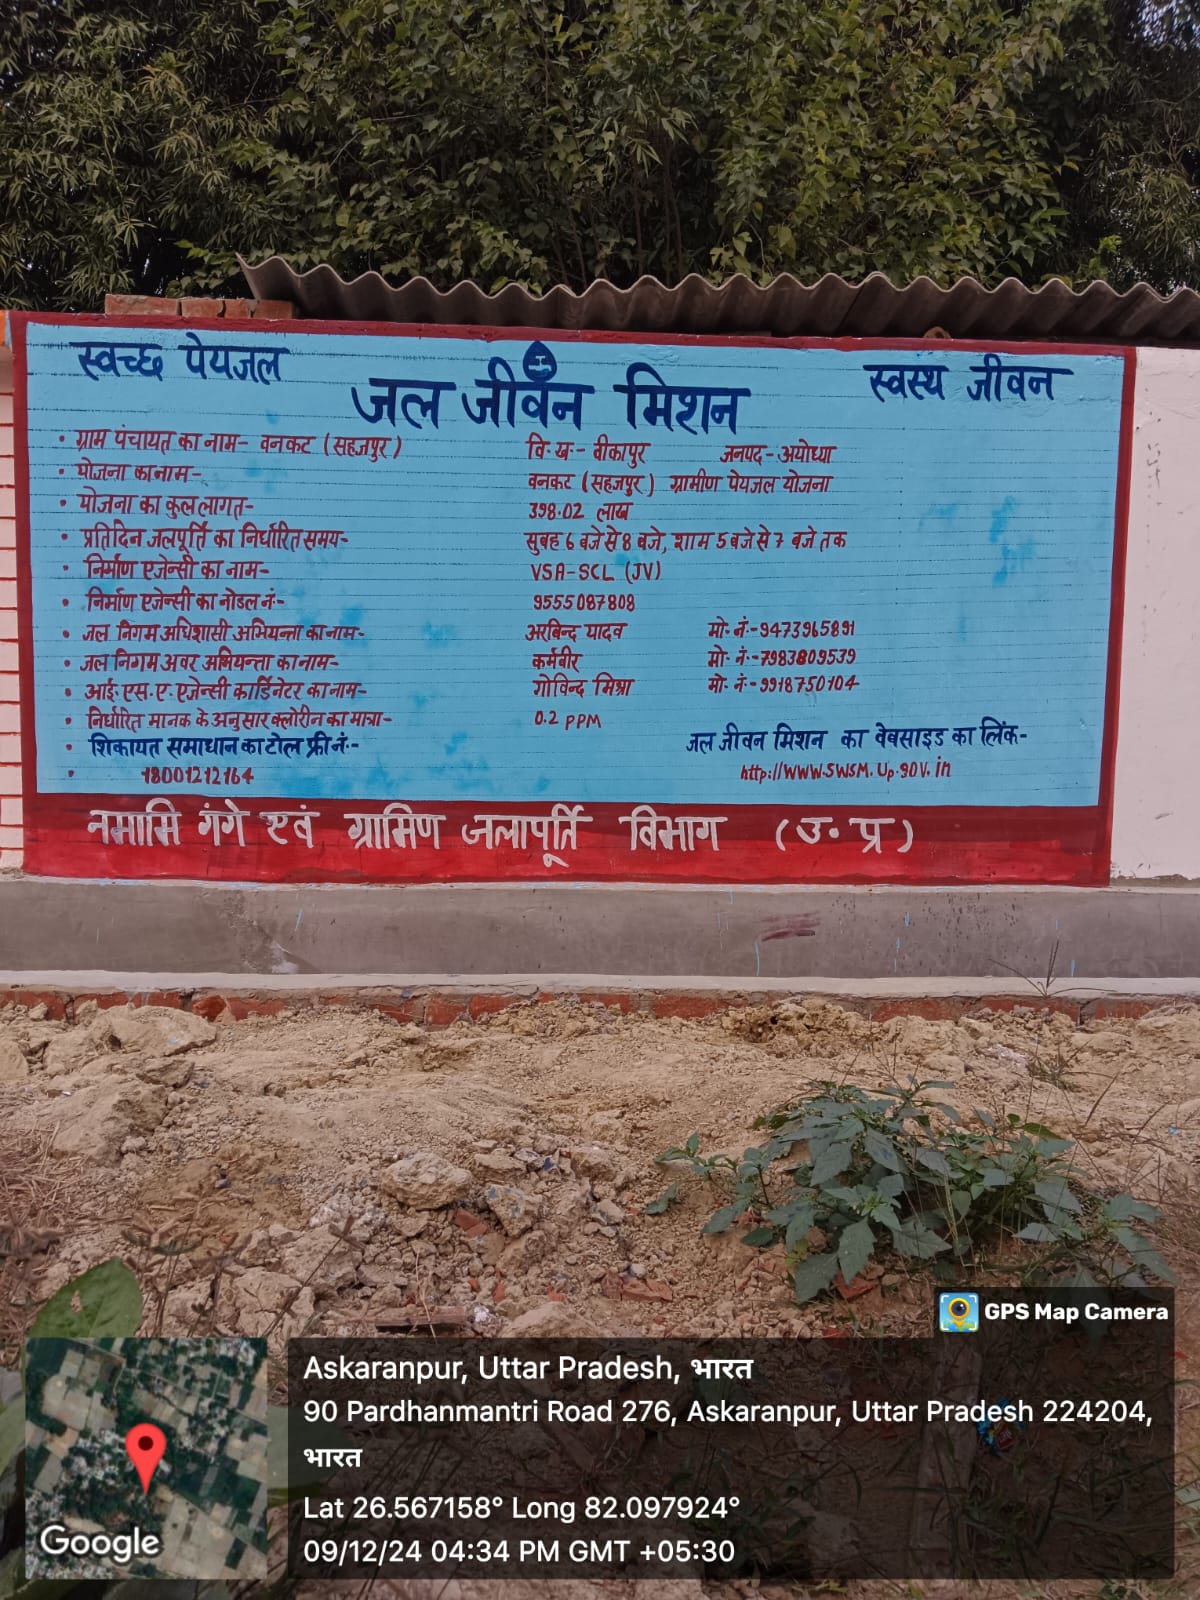 स्वच्छ पेयजल
जल जीवन मिशन
स्वस्थ जीवन
• ग्राम पंचायत का नाम- वनकट (सहजपुर) वि.ख.- बीकापुर जनपद-अयोध्या
• योजना का नाम- वनकट (सहजपुर) ग्रामीण पेयजल योजना
• योजना का कुल लागत- 398.02 लाख
• प्रतिदिन जलपूर्ति का निर्धारित समय- सुबह 6 बजे से 8 बजे, शाम 5 बजे से 7 बजे तक
• निर्माण एजेन्सी का नाम- VSA-SCL (JV)
• निर्माण एजेन्सी का नोडल नं.- 9555087808
• जल निगम अधिशासी अभियन्ता का नाम- अरबिन्द यादव मो. नं.-9473965891
• जल निगम अवर अभियन्ता का नाम- कर्मबीर मो. नं.-7983809539
• आई.एस.ए. एजेन्सी कार्डिनेटर का नाम- गोविन्द मिश्रा मो. नं.-9918750104
• निर्धारित मानक के अनुसार क्लोरीन का मात्रा- 0.2 PPM
• शिकायत समाधान का टोल फ्री नं.- जल जीवन मिशन का वेबसाइड का लिंक-
• 18001212164 http://www.swsm.up.gov.in
नमामि गंगे एवं ग्रामिण जलापूर्ति विभाग (उ.प्र)
GPS Map Camera
Askaranpur, Uttar Pradesh, भारत
90 Pardhanmantri Road 276, Askaranpur, Uttar Pradesh 224204,
भारत
Lat 26.567158° Long 82.097924°
09/12/24 04:34 PM GMT +05:30
Google